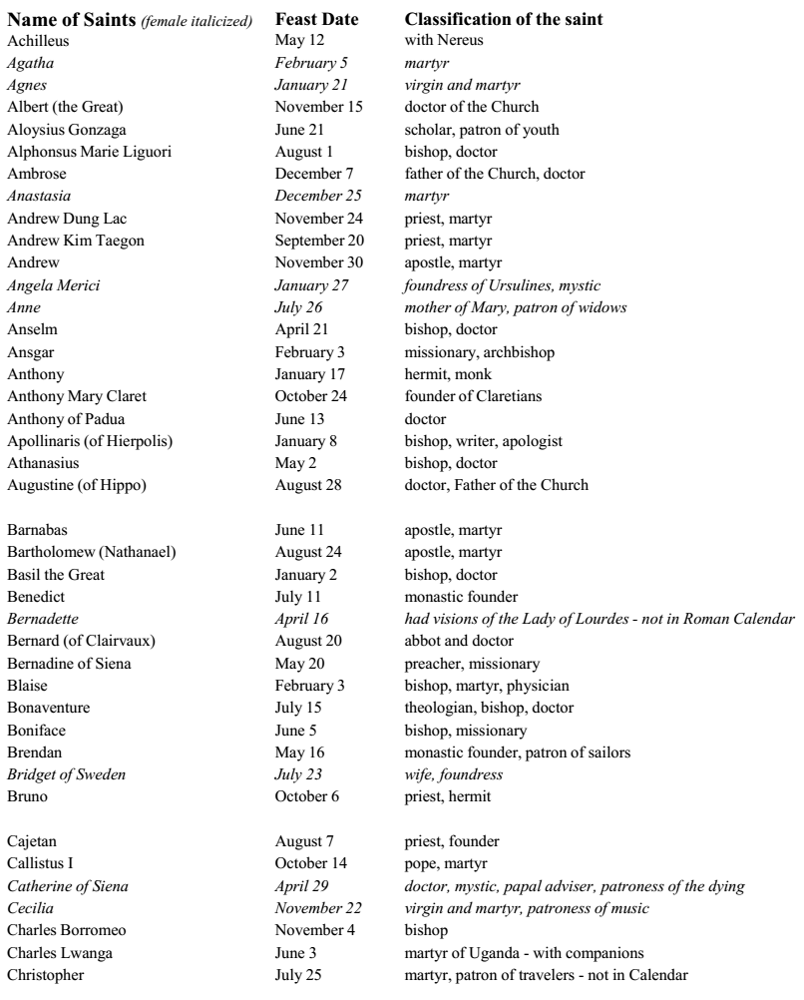 Name of Saints (female italicized) Feast Date Classification of the saint
Achilleus May 12 with Nereus
Agatha February 5 martyr
Agnes January 21 virgin and martyr
Albert (the Great) November 15 doctor of the Church
Aloysius Gonzaga June 21 scholar, patron of youth
Alphonsus Marie Liguori August 1 bishop, doctor
Ambrose December 7 father of the Church, doctor
Anastasia December 25 martyr
Andrew Dung Lac November 24 priest, martyr
Andrew Kim Taegon September 20 priest, martyr
Andrew November 30 apostle, martyr
Angela Merici January 27 foundress of Ursulines, mystic
Anne July 26 mother of Mary, patron of widows
Anselm April 21 bishop, doctor
Ansgar February 3 missionary, archbishop
Anthony January 17 hermit, monk
Anthony Mary Claret October 24 founder of Claretians
Anthony of Padua June 13 doctor
Apollinaris (of Hierpolis) January 8 bishop, writer, apologist
Athanasius May 2 bishop, doctor
Augustine (of Hippo) August 28 doctor, Father of the Church
Barnabas June 11 apostle, martyr
Bartholomew (Nathanael) August 24 apostle, martyr
Basil the Great January 2 bishop, doctor
Benedict July 11 monastic founder
Bernadette April 16 had visions of the Lady of Lourdes - not in Roman Calendar
Bernard (of Clairvaux) August 20 abbot and doctor
Bernadine of Siena May 20 preacher, missionary
Blaise February 3 bishop, martyr, physician
Bonaventure July 15 theologian, bishop, doctor
Boniface June 5 bishop, missionary
Brendan May 16 monastic founder, patron of sailors
Bridget of Sweden July 23 wife, foundress
Bruno October 6 priest, hermit
Cajetan August 7 priest, founder
Callistus I October 14 pope, martyr
Catherine of Siena April 29 doctor, mystic, papal adviser, patroness of the dying
Cecilia November 22 virgin and martyr, patroness of music
Charles Borromeo November 4 bishop
Charles Lwanga June 3 martyr of Uganda - with companions
Christopher July 25 martyr, patron of travelers - not in Calendar